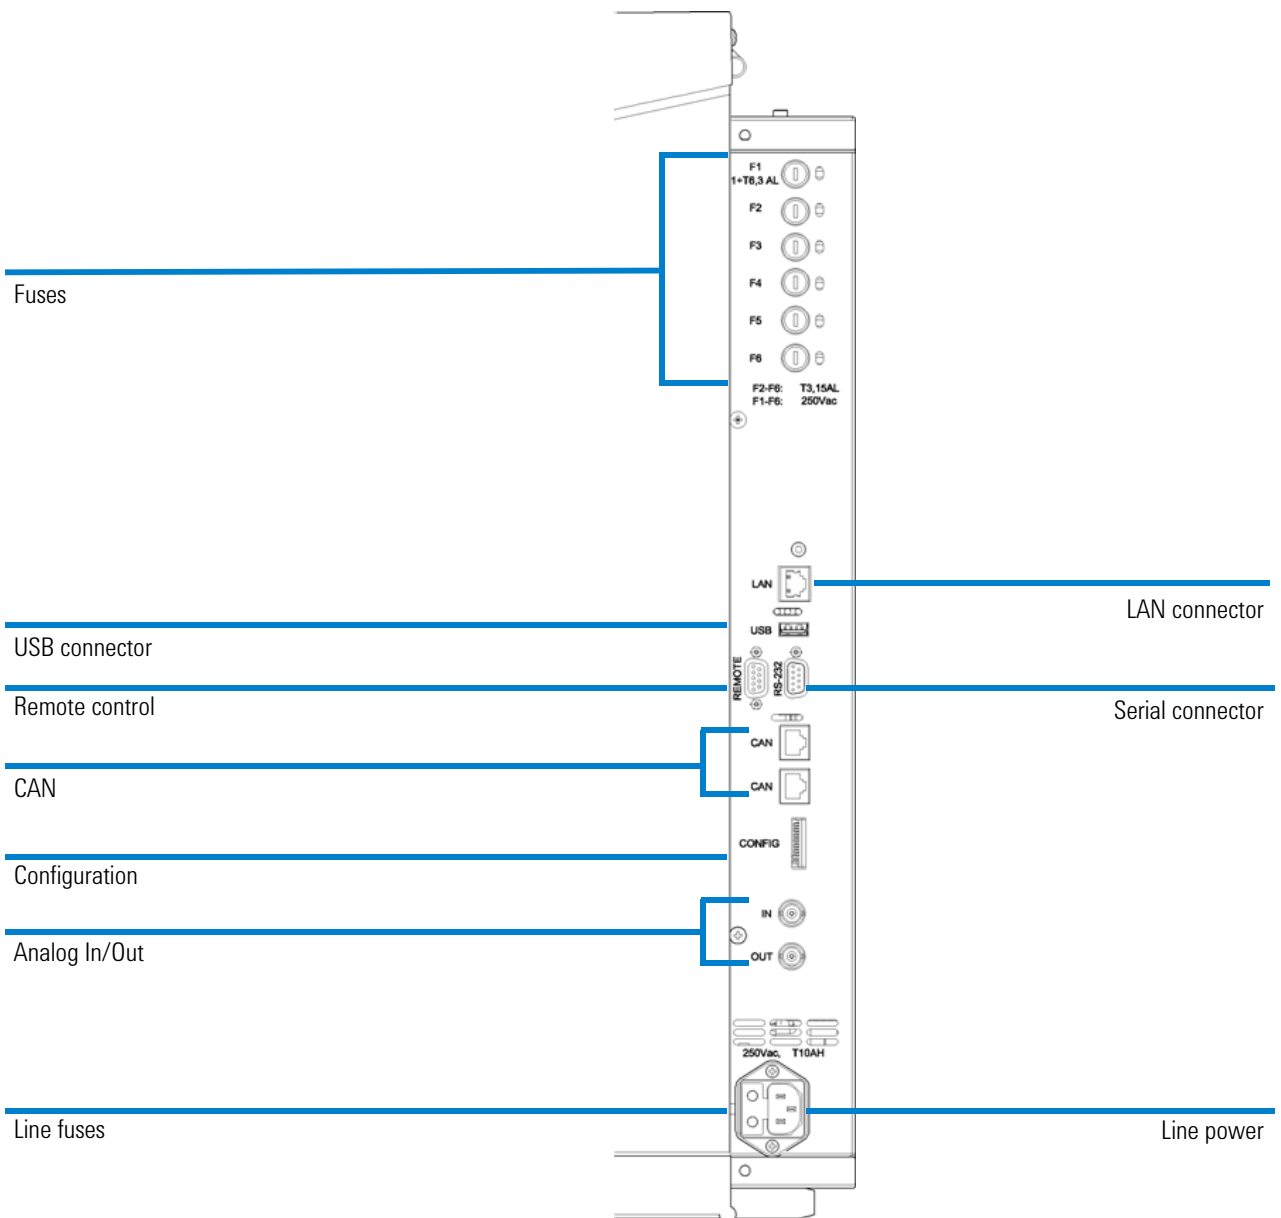 F1
1+T6,3 AL
F2
F3
F4
F5
F6
F2-F6: T3,15AL
F1-F6: 250Vac
Fuses
LAN
LAN connector
USB
USB connector
REMOTE
RS-232
Remote control
Serial connector
CAN
CAN
CAN
CONFIG
Configuration
IN
Analog In/Out
OUT
250Vac, T10AH
Line fuses
Line power